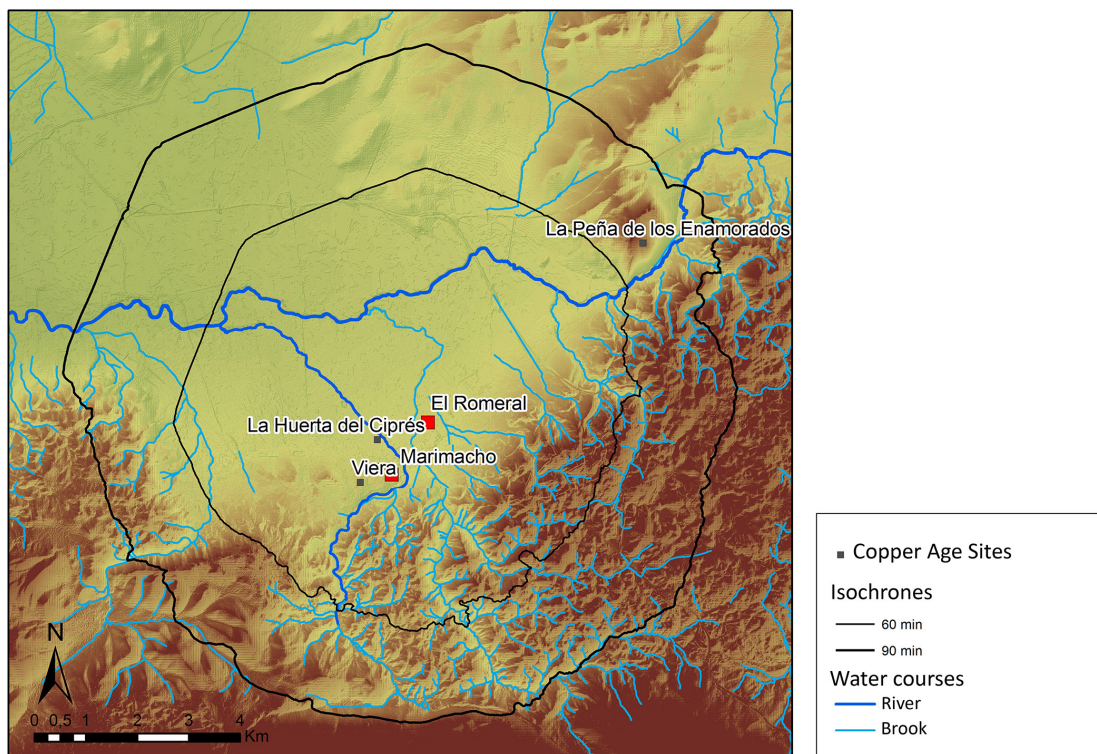 La Peña de los Enamorados
El Romeral
La Huerta del Ciprés
Marimacho
Viera
N
0 0.5 1 2 3 4
Km
Copper Age Sites
Isochrones
60 min
90 min
Water courses
River
Brook